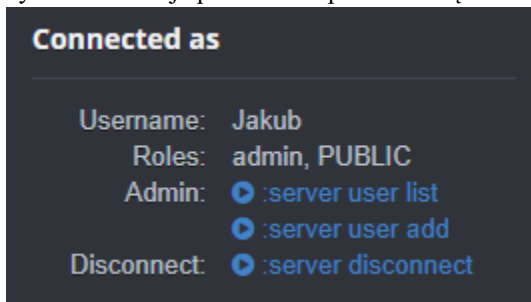 Connected as
Username: Jakub
Roles: admin, PUBLIC
Admin: :server user list
:server user add
Disconnect: :server disconnect